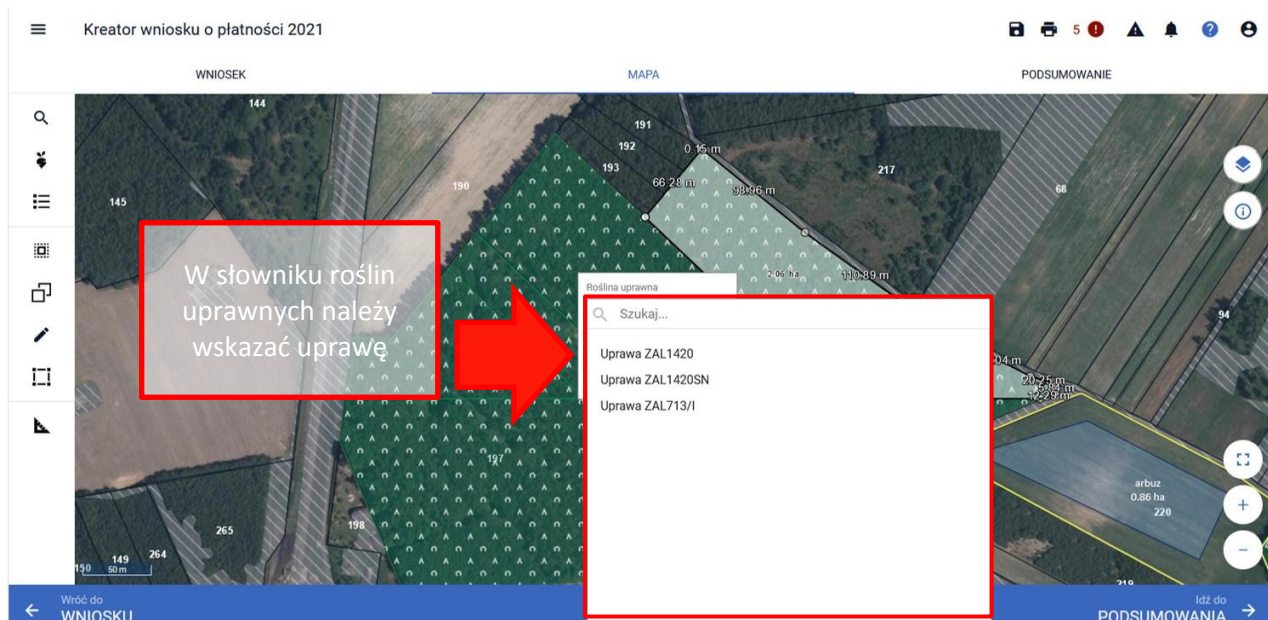 Kreator wniosku o płatności 2021
5
WNIOSEK
MAPA
PODSUMOWANIE
144
191
192
0.15 m
193
66.28 m
98.96 m
217
190
68
145
W słowniku roślin
uprawnych należy
wskazać uprawę
2.06 ha
110.89 m
Roślina uprawna
Szukaj...
94
Uprawa ZAL1420
Uprawa ZAL1420SN
Uprawa ZAL713/I
04 m
20.25 m
12.29 m
197
arbuz
0.86 ha
220
198
265
149
264
150
50 m
219
Wróć do
WNIOSKU
Idź do
PODSUMOWANIA